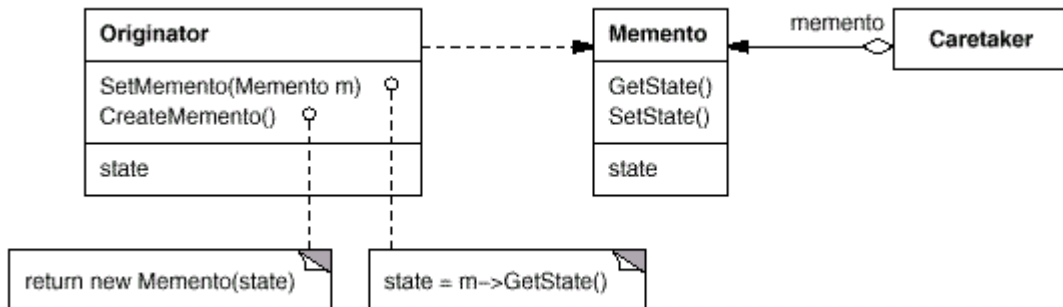 Originator
SetMemento(Memento m)
CreateMemento()
state
Memento
GetState()
SetState()
state
memento
Caretaker
return new Memento(state)
state = m->GetState()